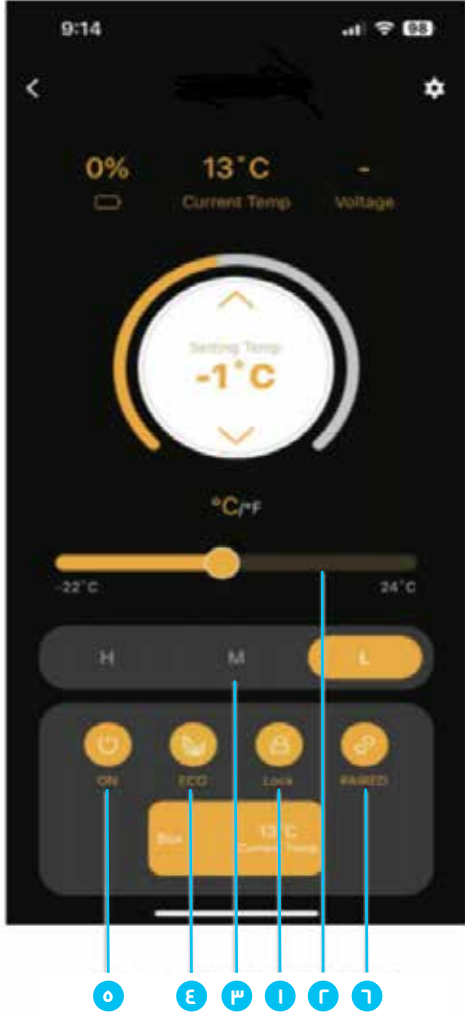 9:14 98
0% 13°C -
Current Temp Voltage
Setting Temp
-1°C
°C/°F
-22°C 24°C
H M L
ON ECO Lock PAIRED
Box 13°C
Current Temp
٥ ٤ ٣ ١ ٢ ٦